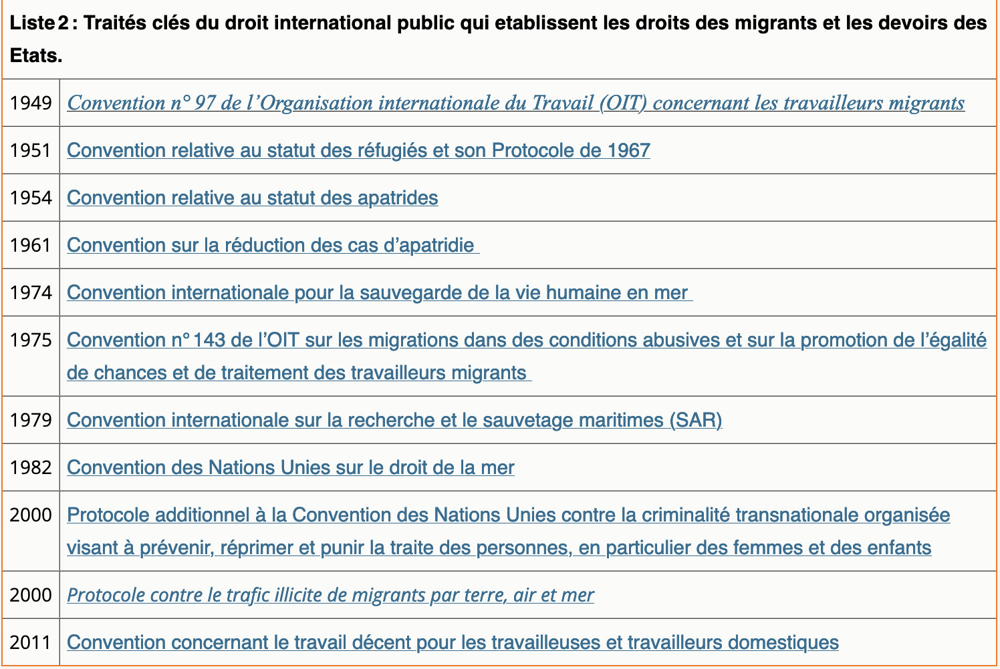 Liste 2 : Traités clés du droit international public qui etablissent les droits des migrants et les devoirs des
Etats.
1949 Convention n° 97 de l’Organisation internationale du Travail (OIT) concernant les travailleurs migrants
1951 Convention relative au statut des réfugiés et son Protocole de 1967
1954 Convention relative au statut des apatrides
1961 Convention sur la réduction des cas d’apatridie
1974 Convention internationale pour la sauvegarde de la vie humaine en mer
1975 Convention n° 143 de l’OIT sur les migrations dans des conditions abusives et sur la promotion de l’égalité
de chances et de traitement des travailleurs migrants
1979 Convention internationale sur la recherche et le sauvetage maritimes (SAR)
1982 Convention des Nations Unies sur le droit de la mer
2000 Protocole additionnel à la Convention des Nations Unies contre la criminalité transnationale organisée
visant à prévenir, réprimer et punir la traite des personnes, en particulier des femmes et des enfants
2000 Protocole contre le trafic illicite de migrants par terre, air et mer
2011 Convention concernant le travail décent pour les travailleuses et travailleurs domestiques